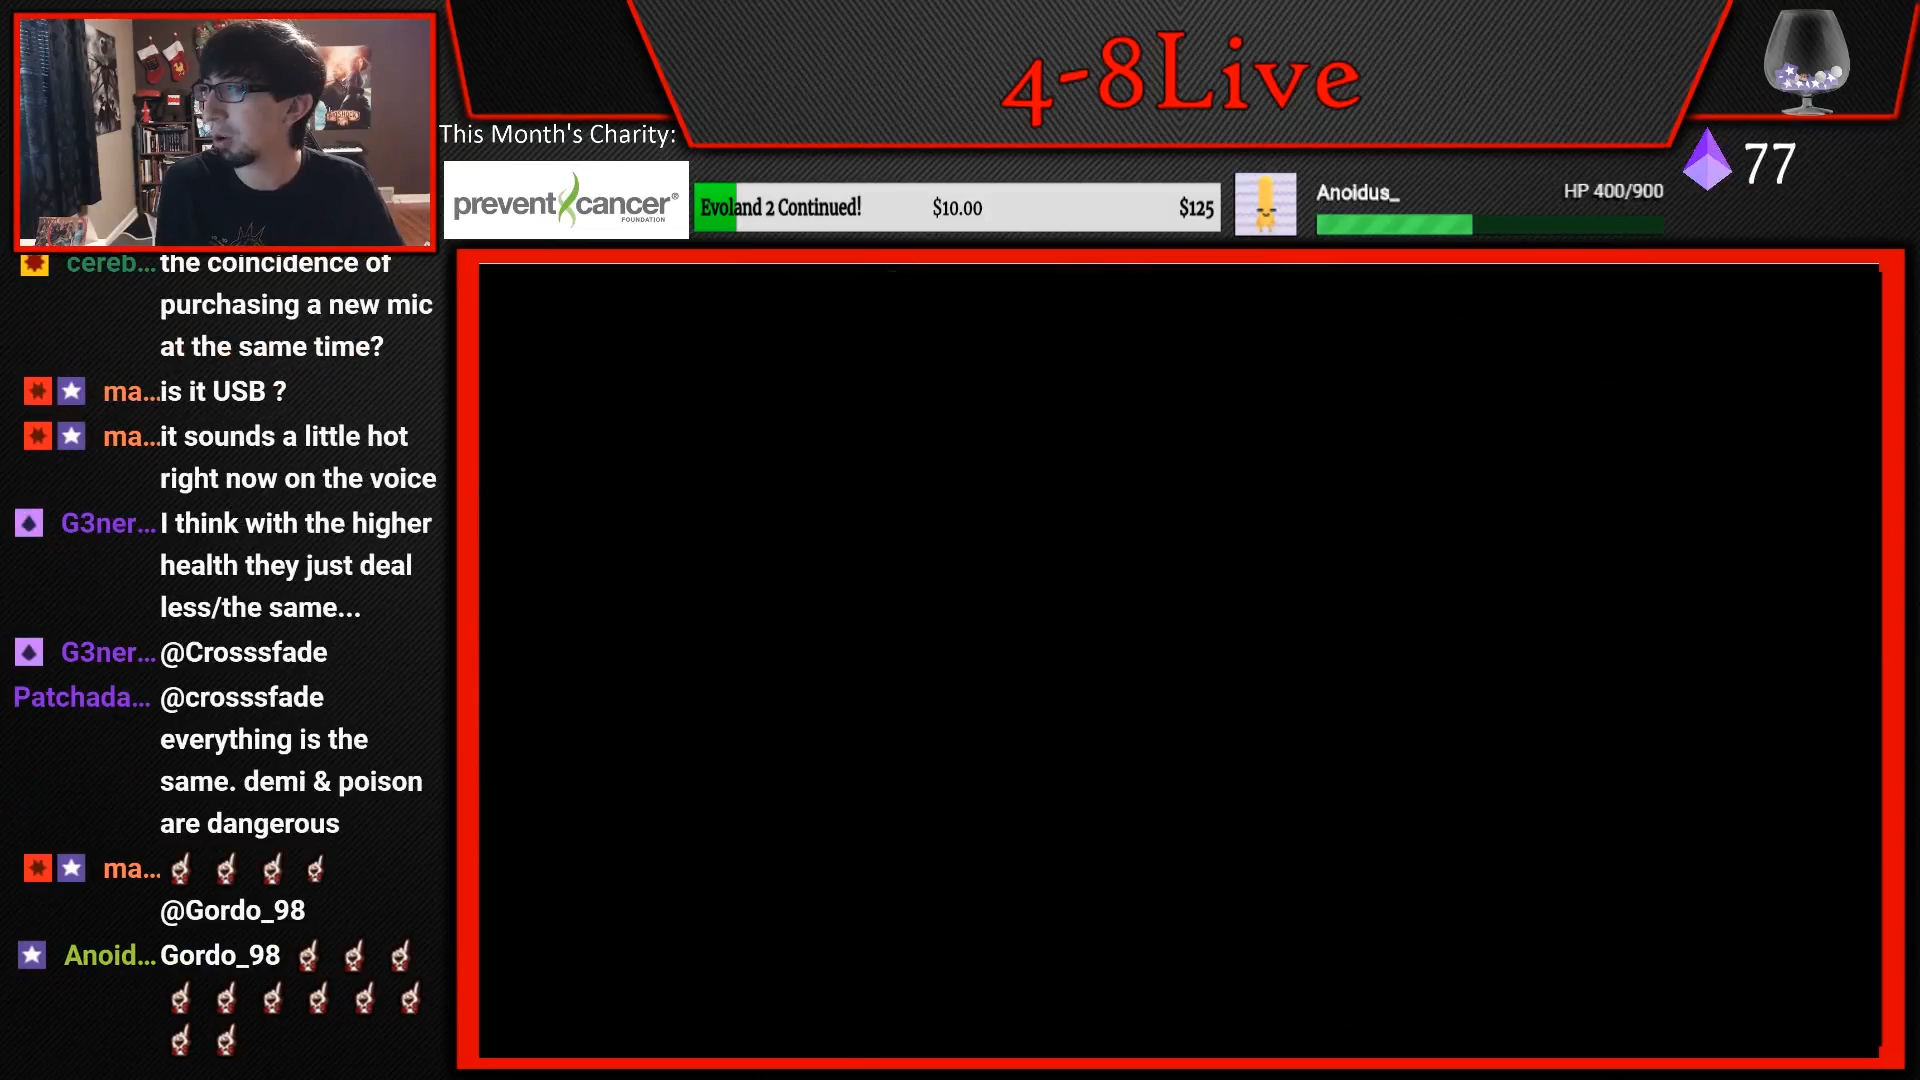 4-8Live
This Month's Charity:
prevent cancer®
FOUNDATION
Evoland 2 Continued! $10.00 $125
Anoidus_ HP 400/900
77
cereb... the coincidence of
purchasing a new mic
at the same time?
ma... is it USB ?
ma... it sounds a little hot
right now on the voice
G3ner... I think with the higher
health they just deal
less/the same...
G3ner... @Crosssfade
Patchada... @crosssfade
everything is the
same. demi & poison
are dangerous
ma...
@Gordo_98
Anoid... Gordo_98